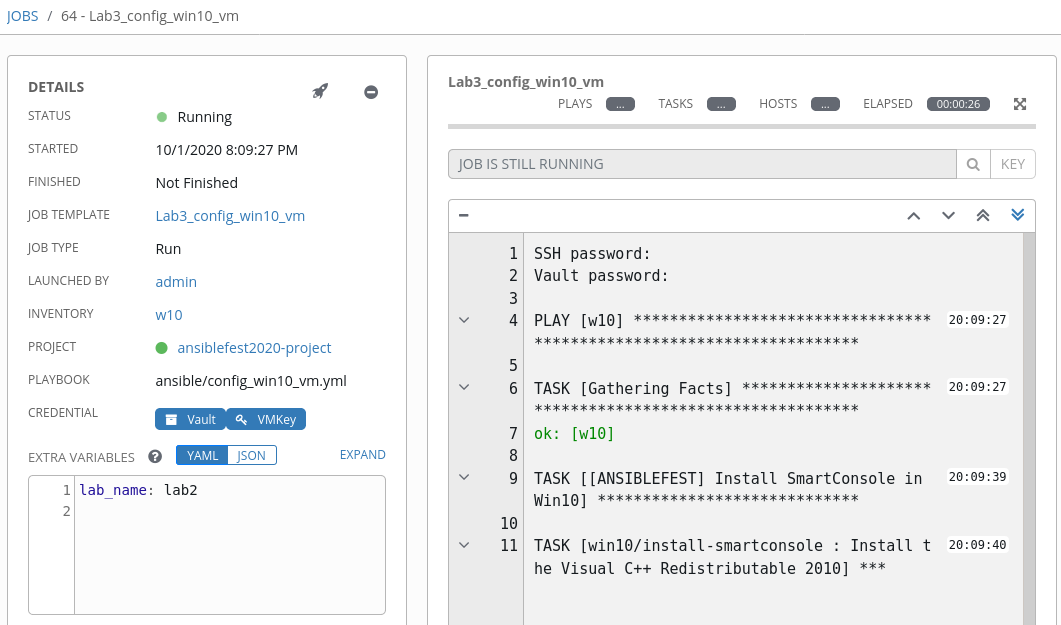 JOBS / 64 - Lab3_config_win10_vm
DETAILS
STATUS Running
STARTED 10/1/2020 8:09:27 PM
FINISHED Not Finished
JOB TEMPLATE Lab3_config_win10_vm
JOB TYPE Run
LAUNCHED BY admin
INVENTORY w10
PROJECT ansiblefest2020-project
PLAYBOOK ansible/config_win10_vm.yml
CREDENTIAL Vault VMKey
EXTRA VARIABLES ? YAML JSON EXPAND
1 lab_name: lab2
2
Lab3_config_win10_vm
PLAYS ... TASKS ... HOSTS ... ELAPSED 00:00:26
JOB IS STILL RUNNING KEY
1 SSH password:
2 Vault password:
3
4 PLAY [w10] ********************************* 20:09:27
************************************
5
6 TASK [Gathering Facts] ********************* 20:09:27
************************************
7 ok: [w10]
8
9 TASK [[ANSIBLEFEST] Install SmartConsole in 20:09:39
Win10] *****************************
10
11 TASK [win10/install-smartconsole : Install t 20:09:40
he Visual C++ Redistributable 2010] ***